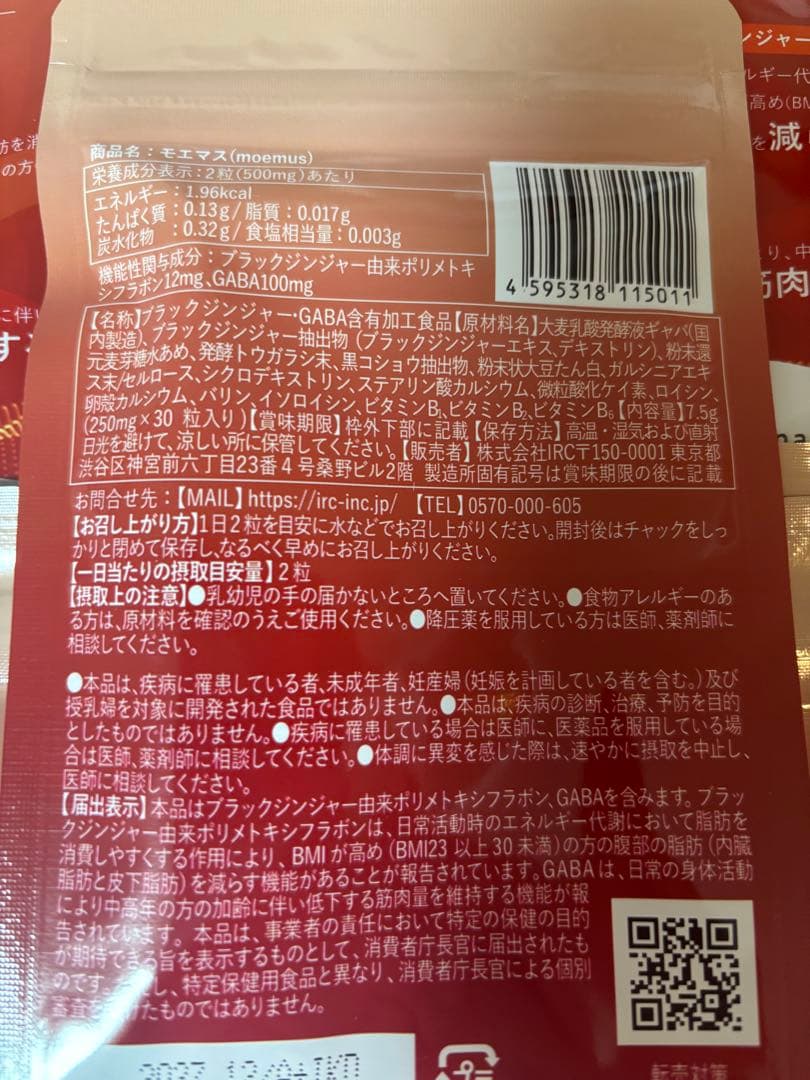 商品名：モエマス(moemus)
栄養成分表示：2粒(500mg)あたり
エネルギー：1.96kcal
たんぱく質：0.13g / 脂質：0.017g
炭水化物：0.32g / 食塩相当量：0.003g
機能性関与成分：ブラックジンジャー由来ポリメトキ
シフラボン12mg、GABA100mg
4 595318 115011
【名称】ブラックジンジャー・GABA含有加工食品【原材料名】大麦乳酸発酵液ギャバ(国
内製造)、ブラックジンジャー抽出物（ブラックジンジャーエキス、デキストリン）、粉末還
元麦芽糖水あめ、発酵トウガラシ末、黒コショウ抽出物、粉末状大豆たん白、ガルシニアエキ
ス末/セルロース、シクロデキストリン、ステアリン酸カルシウム、微粒酸化ケイ素、ロイシン、
卵殻カルシウム、バリン、イソロイシン、ビタミンB₁、ビタミンB₂、ビタミンB₆【内容量】7.5g
(250mg×30 粒入り)【賞味期限】枠外下部に記載【保存方法】高温・湿気および直射
日光を避けて、涼しい所に保管してください。【販売者】株式会社IRC〒150-0001 東京都
渋谷区神宮前六丁目23番4号桑野ビル2階 製造所固有記号は賞味期限の後に記載
お問合せ先：【MAIL】https://irc-inc.jp/ 【TEL】0570-000-605
【お召し上がり方】1日2粒を目安に水などでお召し上がりください。開封後はチャックをしっ
かりと閉めて保存し、なるべく早めにお召し上がりください。
【一日当たりの摂取目安量】2粒
【摂取上の注意】●乳幼児の手の届かないところへ置いてください。●食物アレルギーのあ
る方は、原材料を確認のうえご使用ください。●降圧薬を服用している方は医師、薬剤師に
相談してください。
●本品は、疾病に罹患している者、未成年者、妊産婦（妊娠を計画している者を含む。）及び
授乳婦を対象に開発された食品ではありません。●本品は、疾病の診断、治療、予防を目的
としたものではありません。●疾病に罹患している場合は医師に、医薬品を服用している場
合は医師、薬剤師に相談してください。●体調に異変を感じた際は、速やかに摂取を中止し、
医師に相談してください。
【届出表示】本品はブラックジンジャー由来ポリメトキシフラボン、GABAを含みます。ブラッ
クジンジャー由来ポリメトキシフラボンは、日常活動時のエネルギー代謝において脂肪を
消費しやすくする作用により、BMIが高め（BMI23以上30未満）の方の腹部の脂肪（内臓
脂肪と皮下脂肪）を減らす機能があることが報告されています。GABAは、日常の身体活動
により中高年の方の加齢に伴い低下する筋肉量を維持する機能が報
告されています。本品は、事業者の責任において特定の保健の目的
が期待できる旨を表示するものとして、消費者庁長官に届出されたも
のです。し、特定保健用食品と異なり、消費者庁長官による個別
審査をけたものではありません。
転売対策
ンジャー
ルギー代
高め(BM
を減
り、中
筋肉
肪を消
の方の
に伴い
す